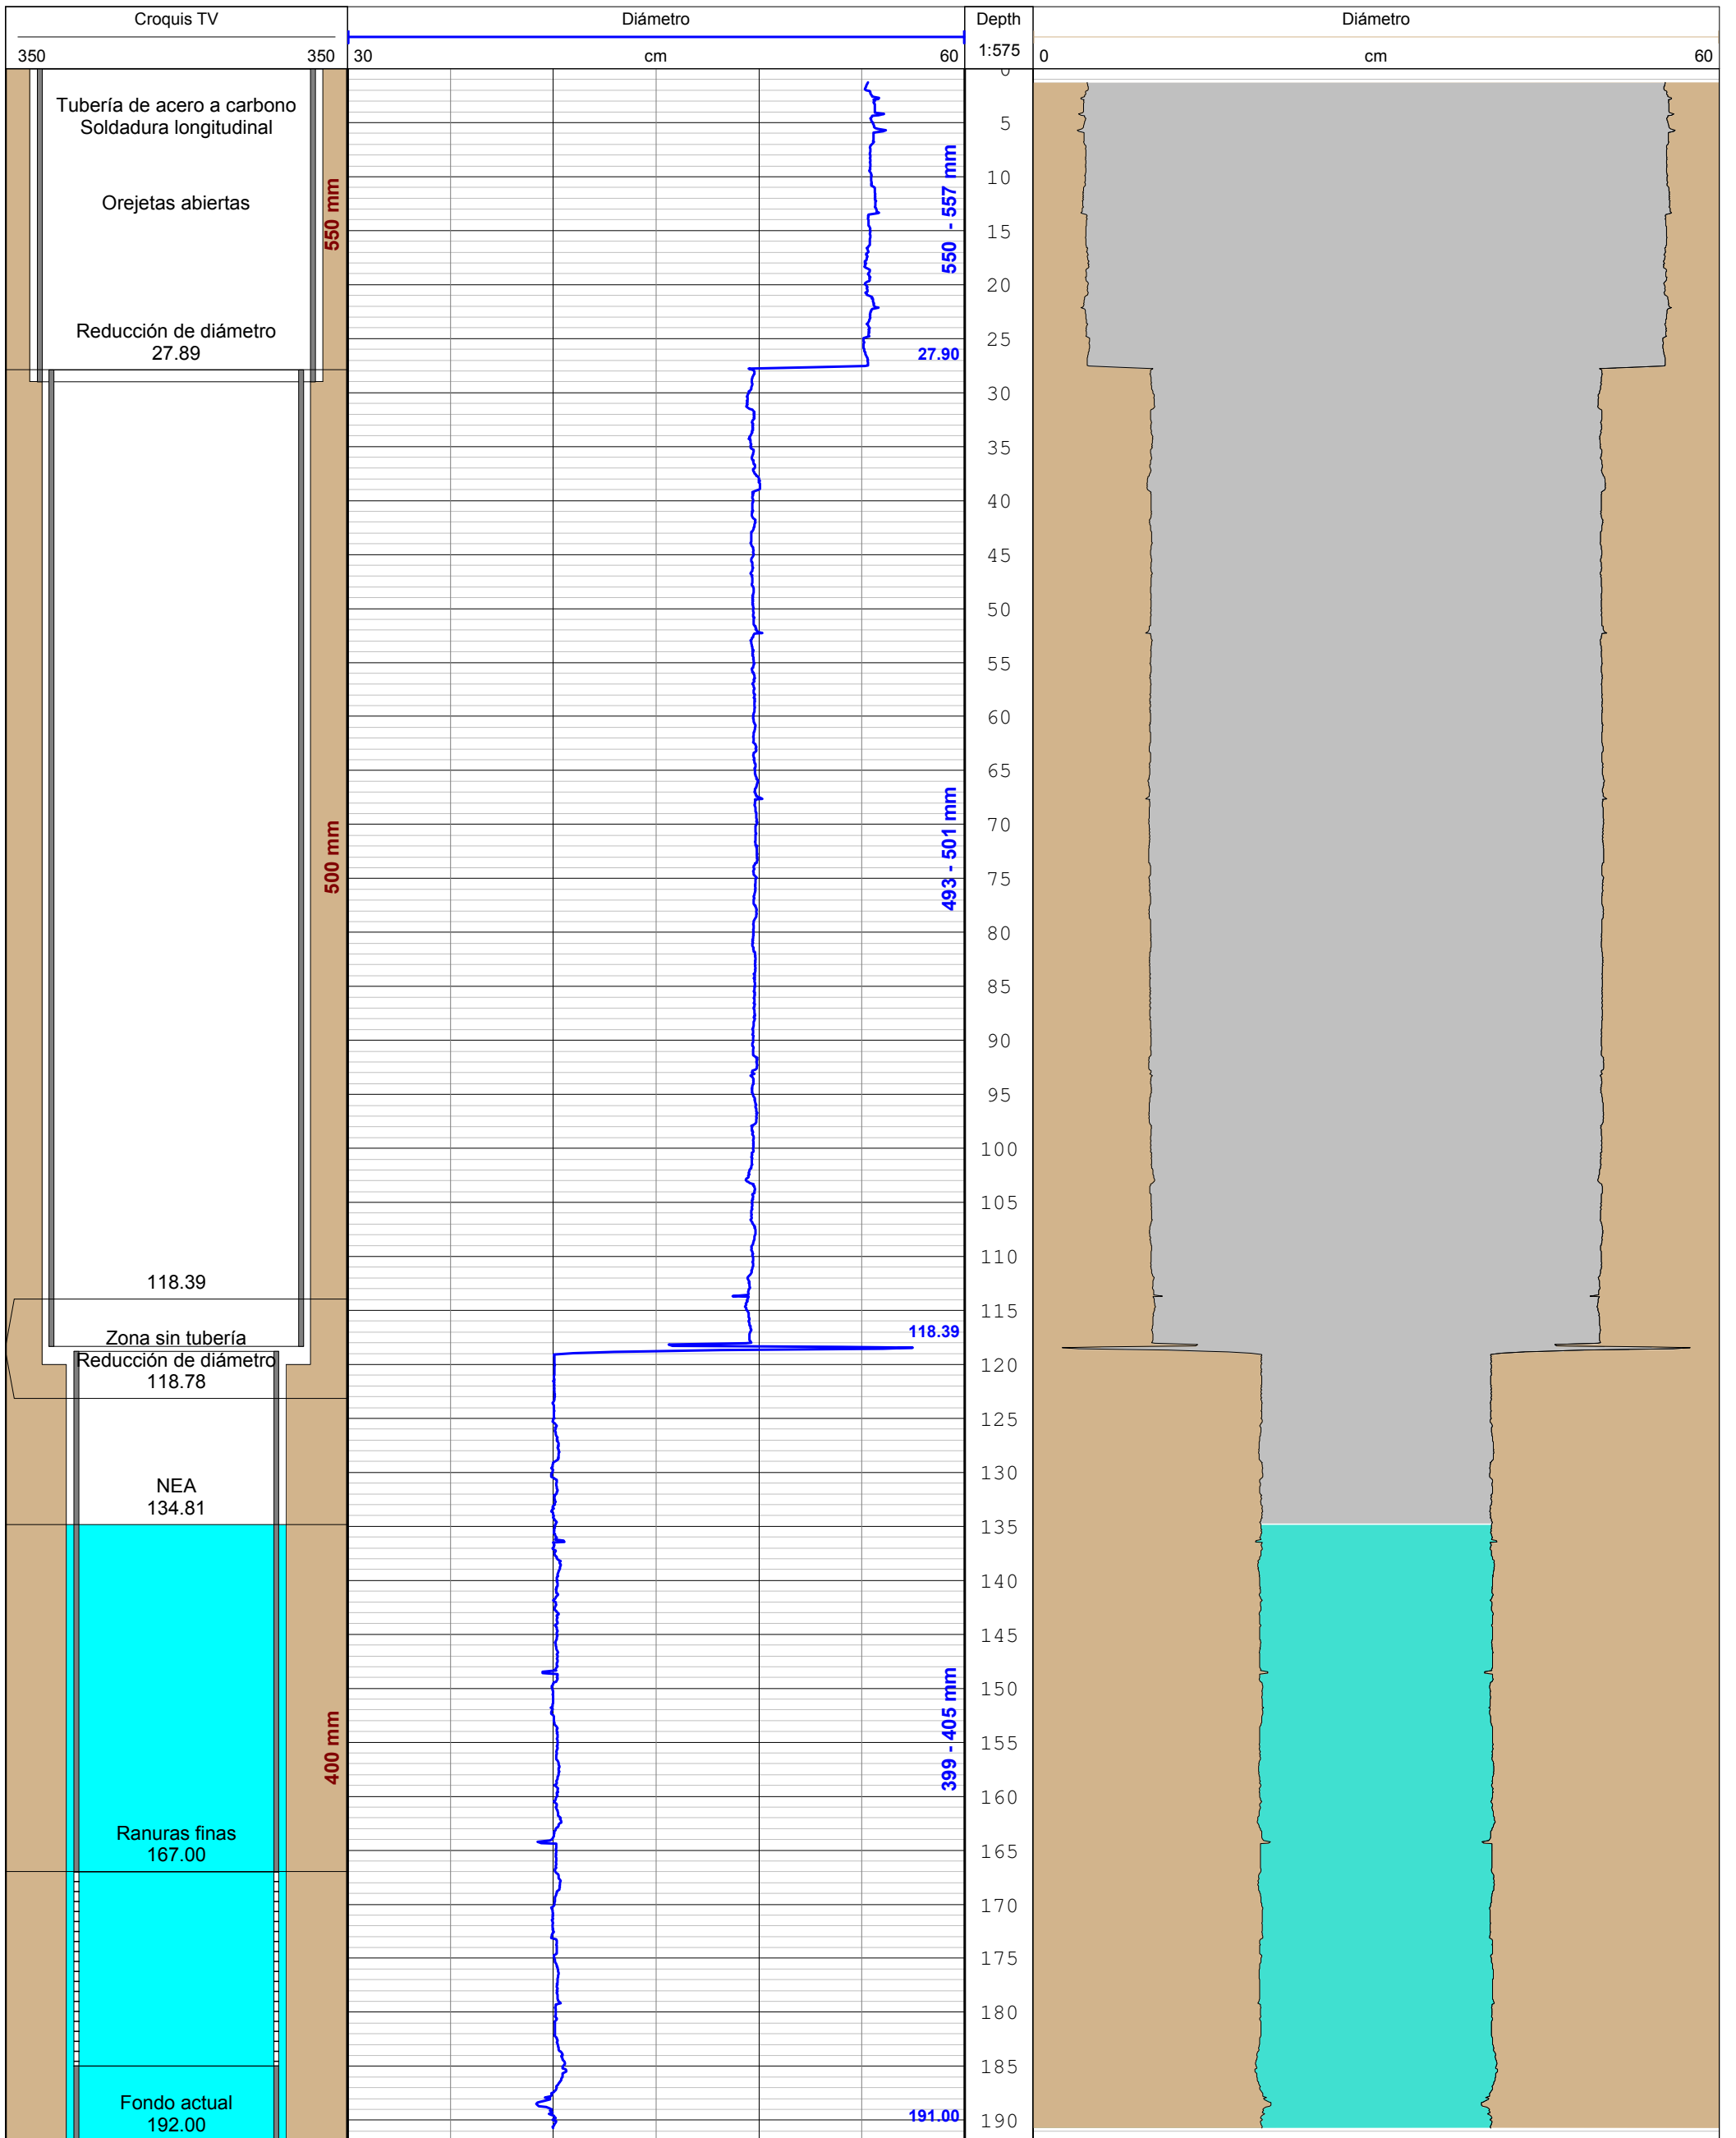 Croquis TV
350
350
Diámetro
30
cm
60
Depth
1:575
Diámetro
0
cm
60
Tubería de acero a carbono
Soldadura longitudinal
Orejetas abiertas
550 mm
Reducción de diámetro
27.89
500 mm
118.39
Zona sin tubería
Reducción de diámetro
118.78
NEA
134.81
400 mm
Ranuras finas
167.00
Fondo actual
192.00
550 - 557 mm
27.90
493 - 501 mm
118.39
399 - 405 mm
191.00
0
5
10
15
20
25
30
35
40
45
50
55
60
65
70
75
80
85
90
95
100
105
110
115
120
125
130
135
140
145
150
155
160
165
170
175
180
185
190